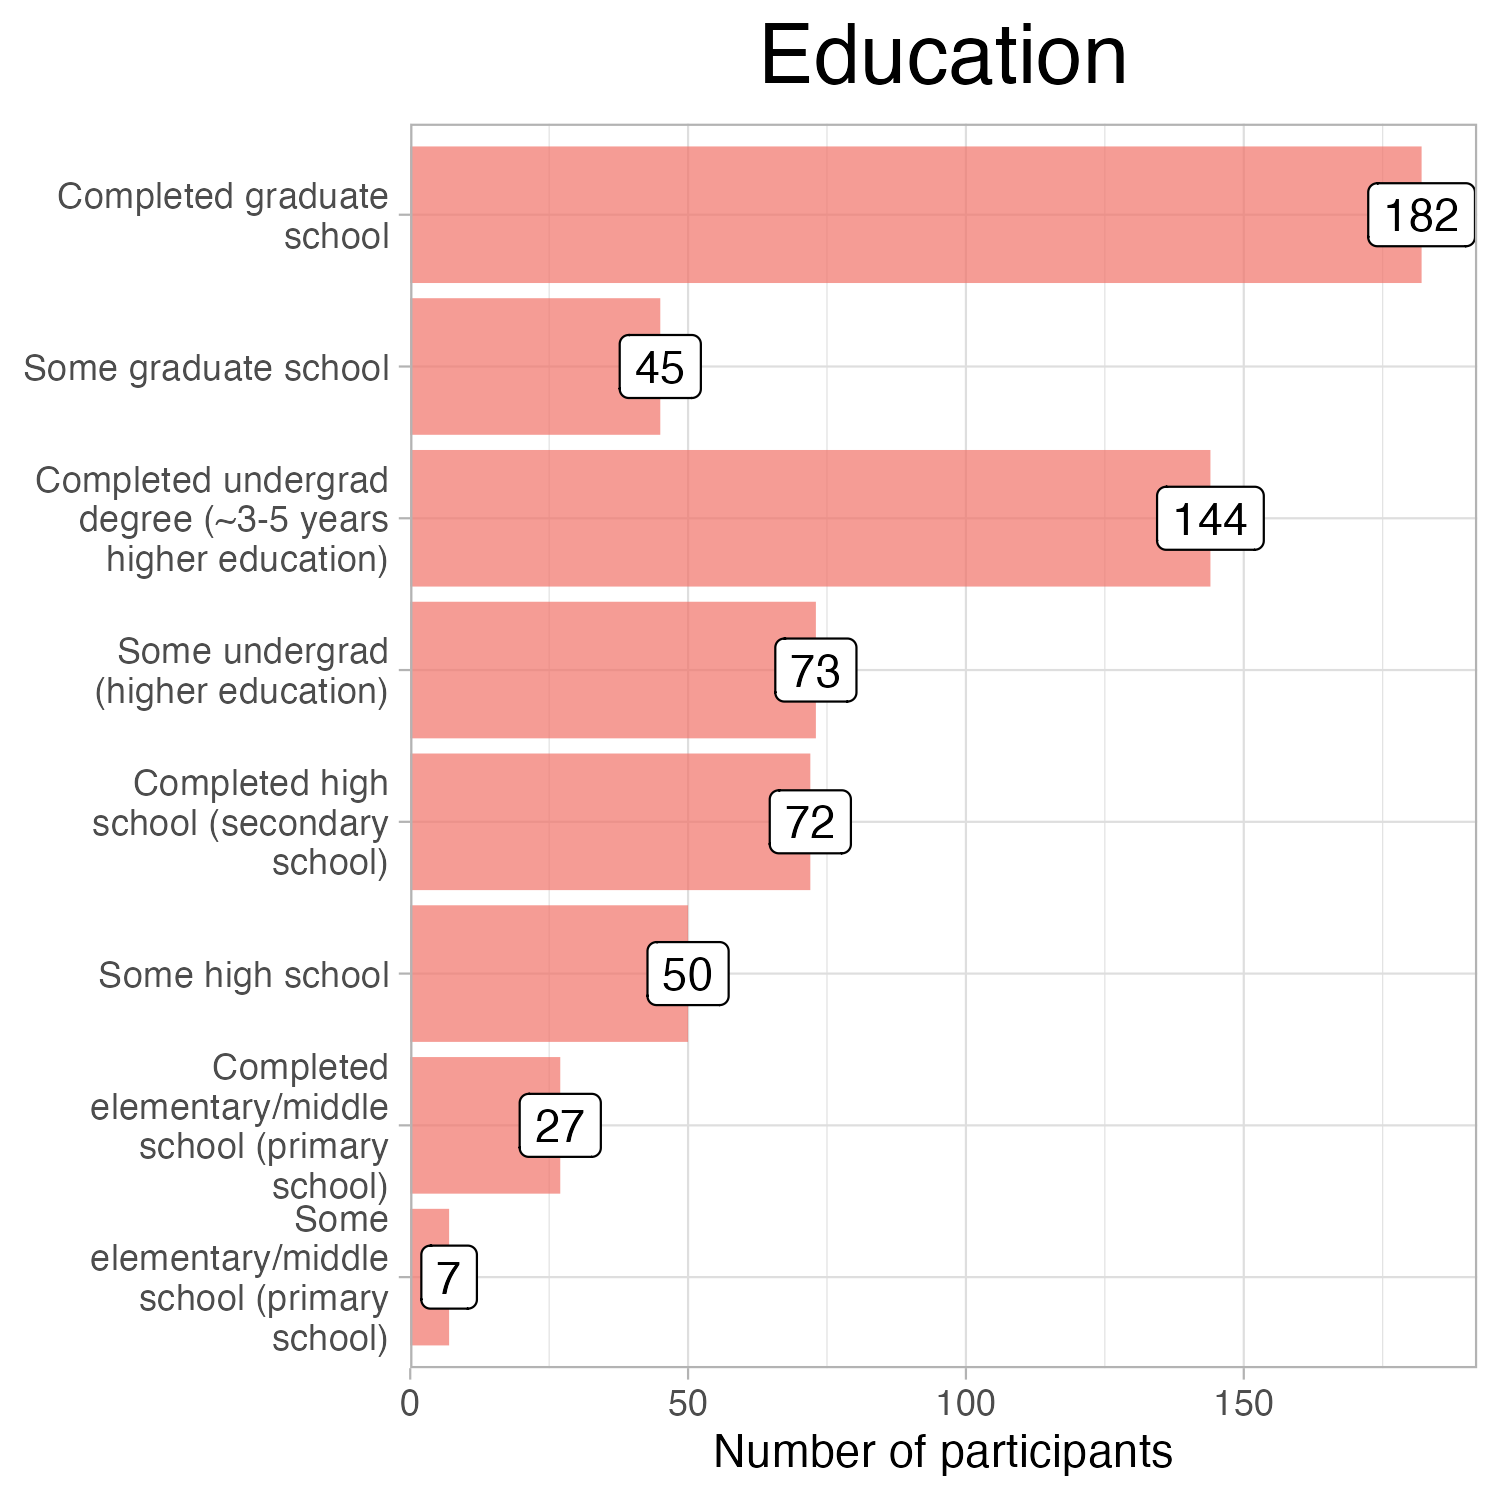 Education
Completed graduate
school
182
Some graduate school
45
Completed undergrad
degree (~3-5 years
higher education)
144
Some undergrad
(higher education)
73
Completed high
school (secondary
school)
72
Some high school
50
Completed
elementary/middle
school (primary
school)
27
Some
elementary/middle
school (primary
school)
7
0 50 100 150
Number of participants